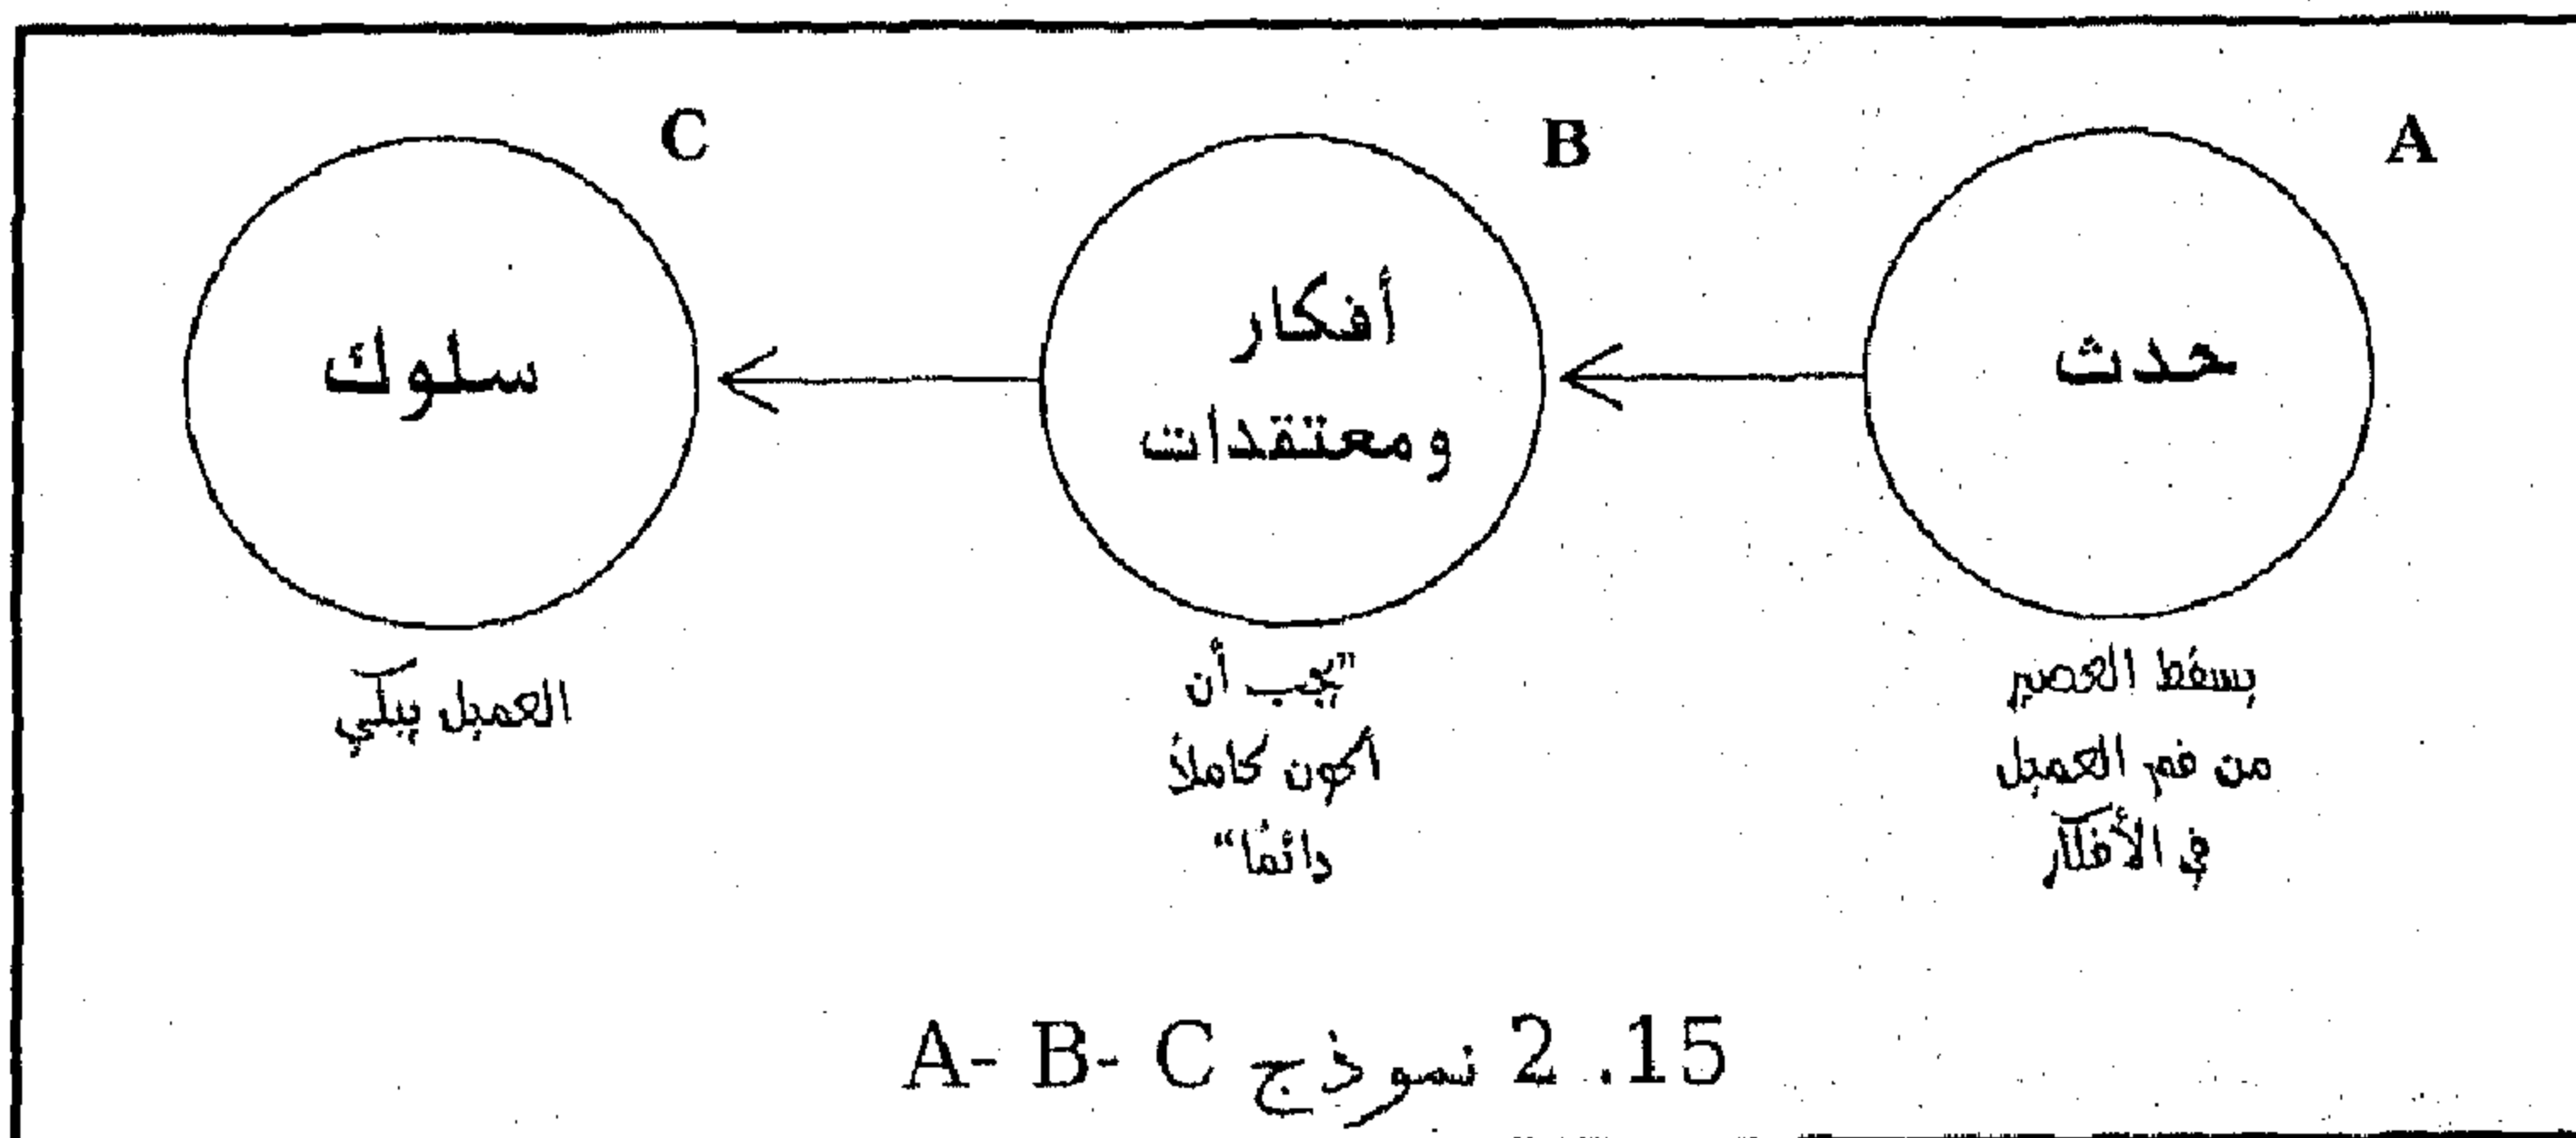 A
حدث
يسقط العصير
من فم العميل
في الأفكار
B
أفكار
ومعتقدات
"يجب أن
أكون كاملاً
دائمًا"
C
سلوك
العميل يبكي
2 .15 نموذج A- B- C